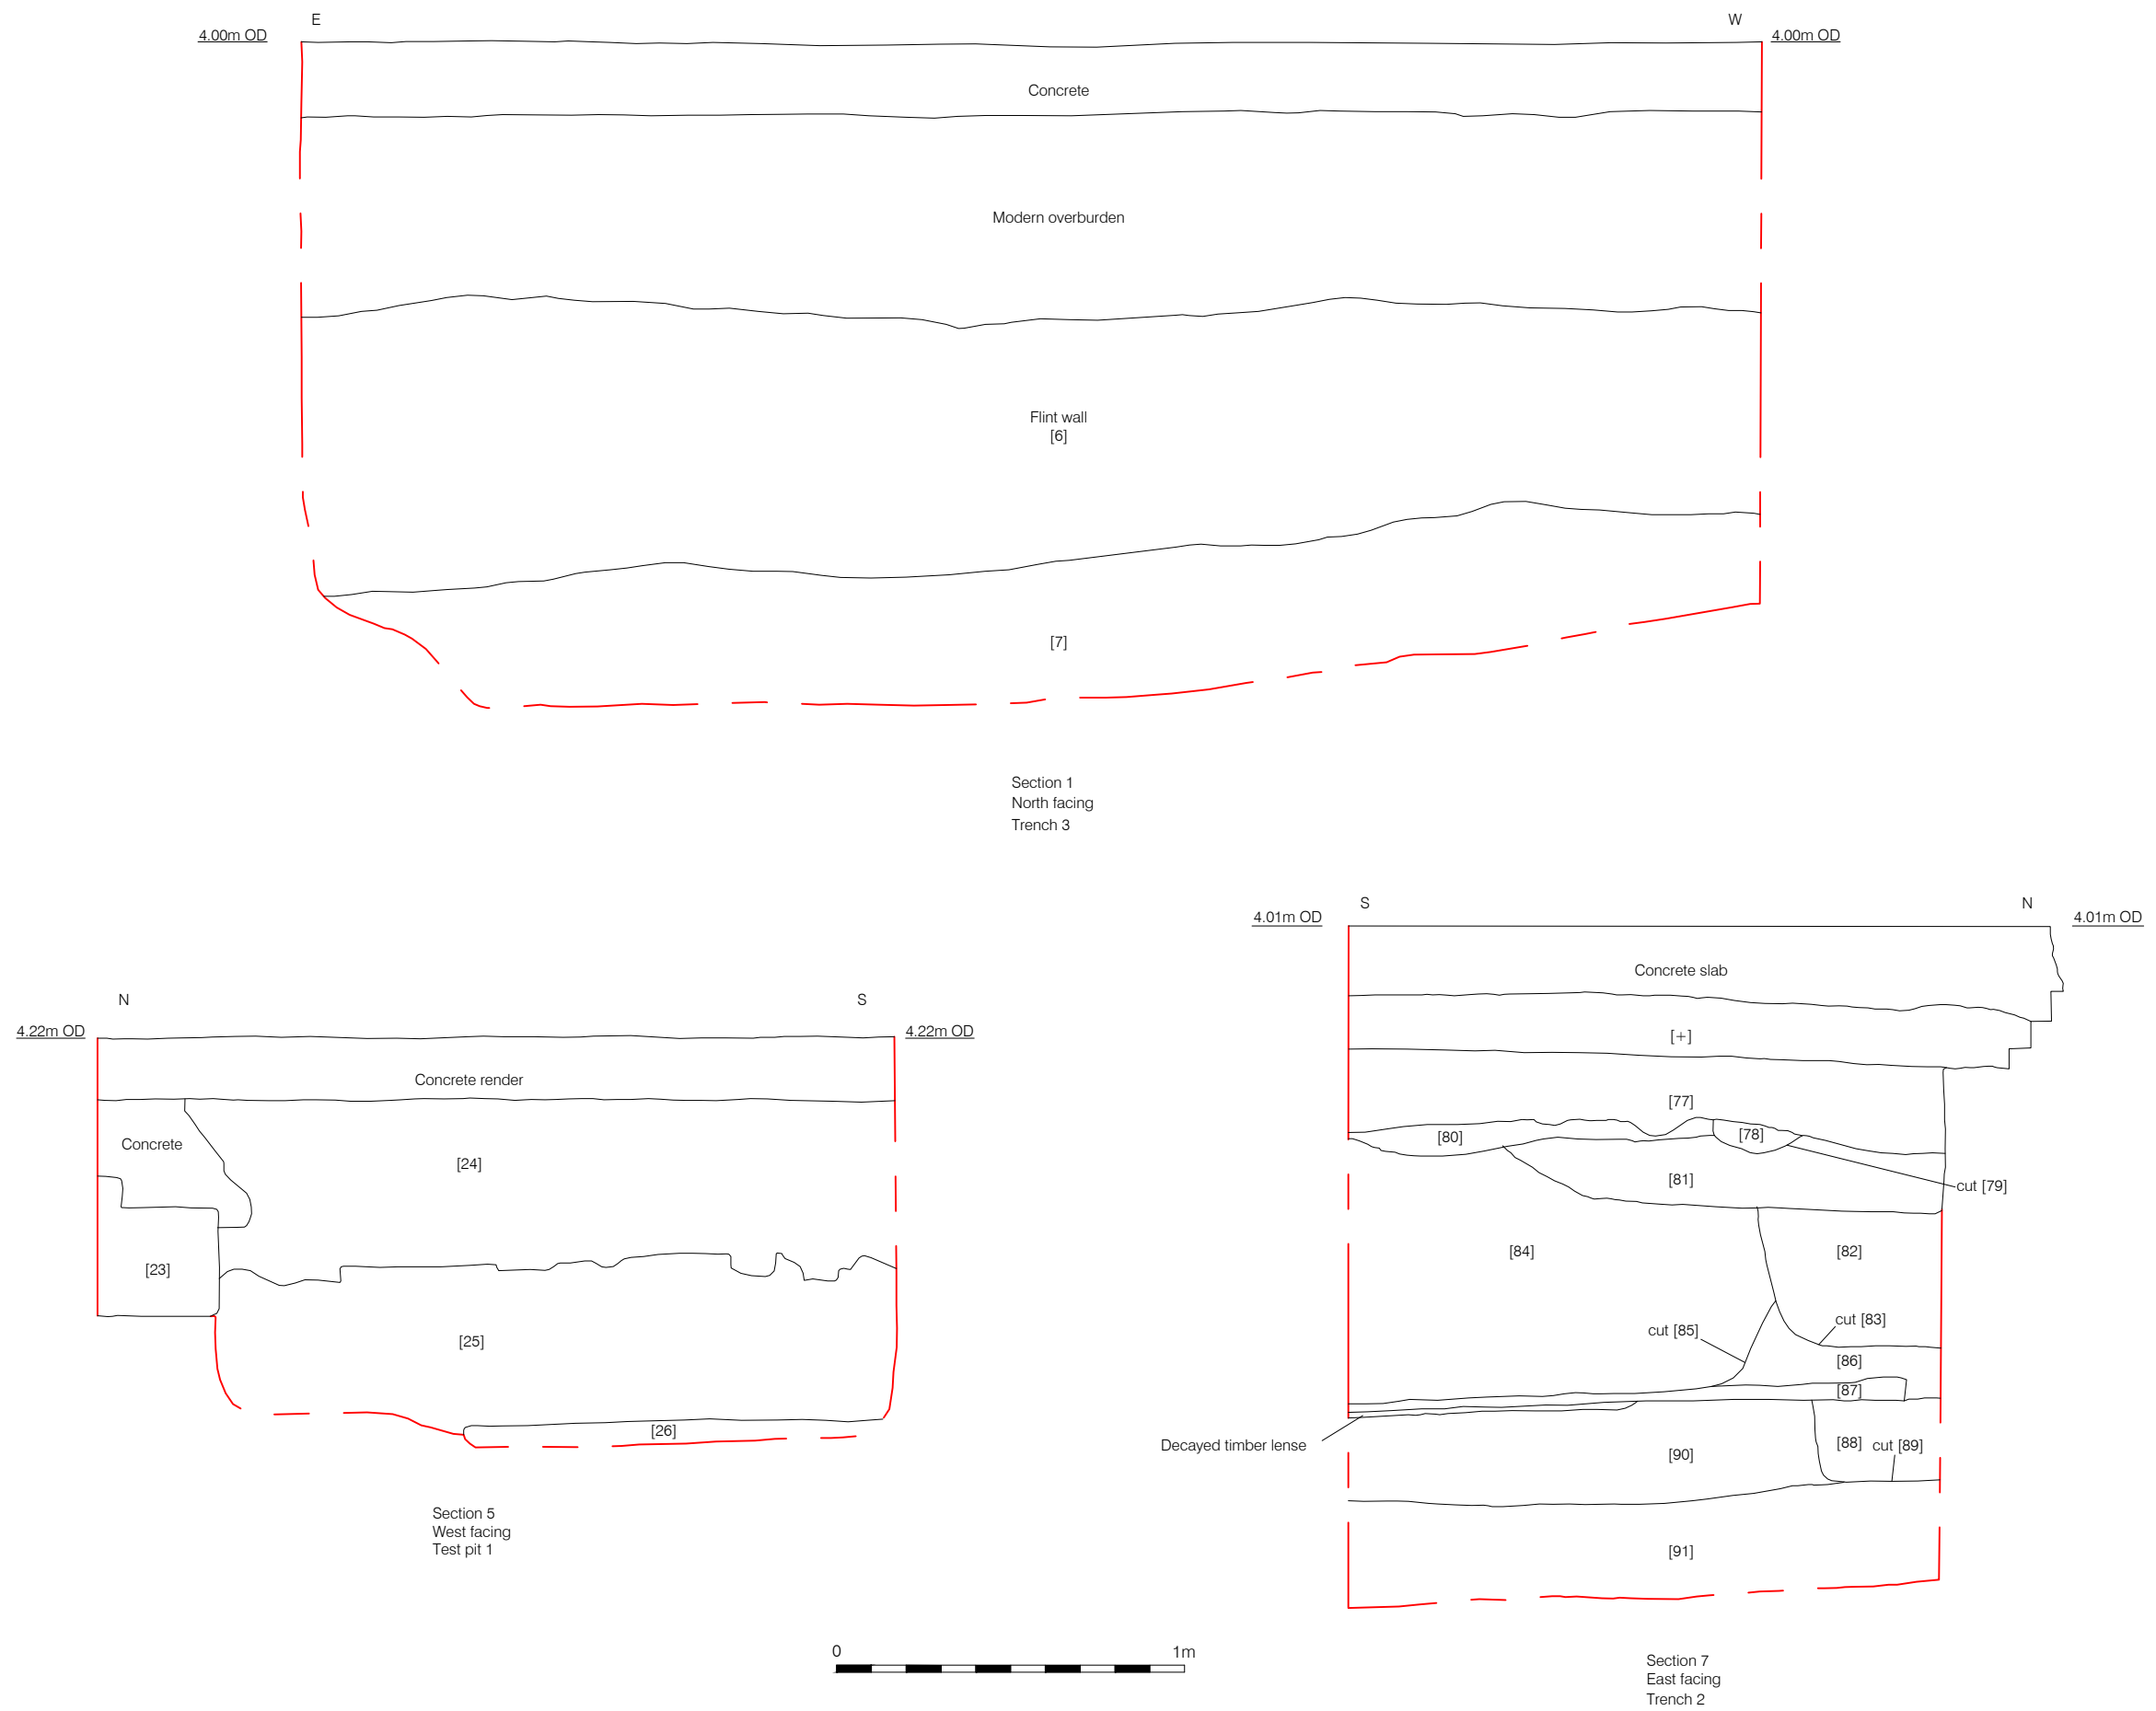 E
W
4.00m OD
4.00m OD
Concrete
Modern overburden
Flint wall
[6]
[7]
Section 1
North facing
Trench 3
N
S
4.22m OD
4.22m OD
Concrete render
Concrete
[24]
[23]
[25]
[26]
Section 5
West facing
Test pit 1
S
N
4.01m OD
4.01m OD
Concrete slab
[+]
[77]
[80]
[78]
[81]
cut [79]
[84]
[82]
cut [83]
cut [85]
[86]
[87]
Decayed timber lense
[88]
cut [89]
[90]
[91]
Section 7
East facing
Trench 2
0
1m